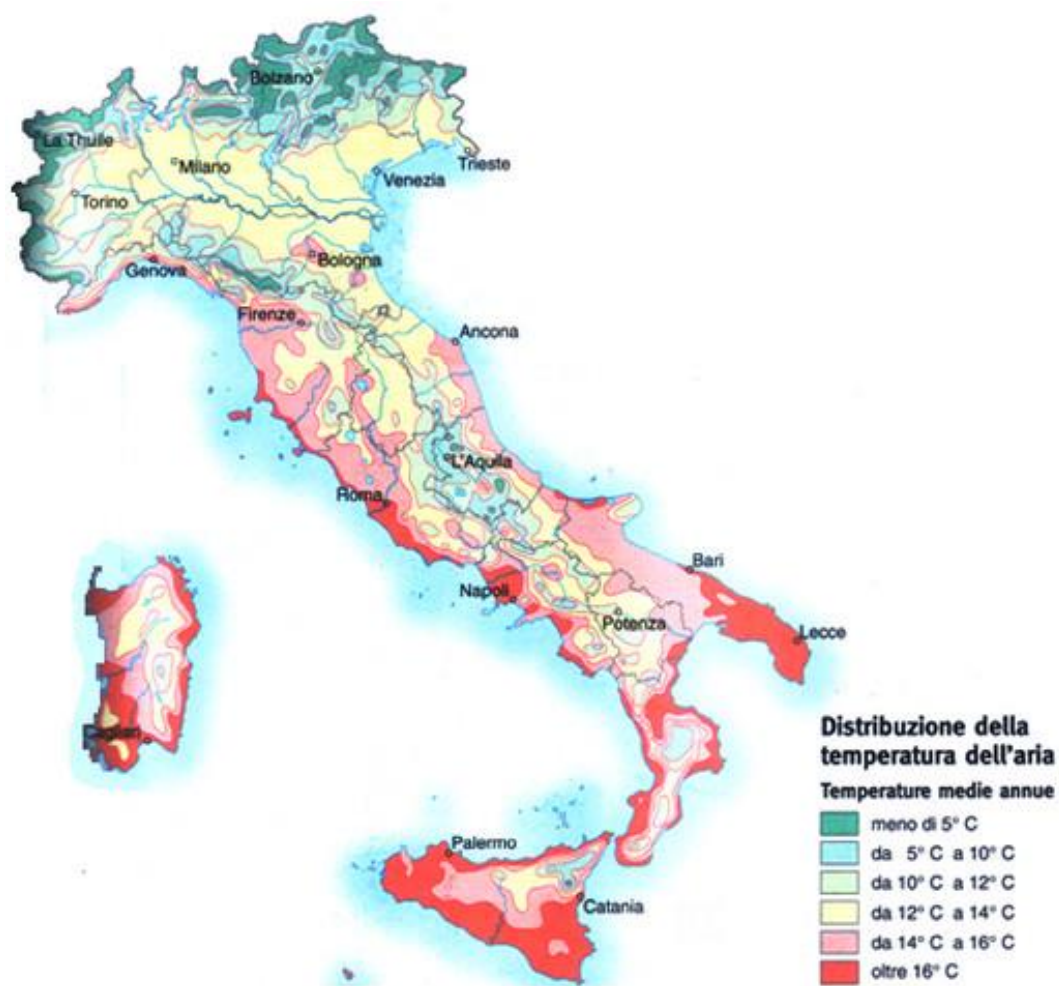 Bolzano
La Thuile
Milano
Trieste
Venezia
Torino
Bologna
Genova
Firenze
Ancona
L'Aquila
Roma
Bari
Napoli
Potenza
Lecce
Cagliari
Palermo
Catania
Distribuzione della
temperatura dell'aria
Temperature medie annue
meno di 5° C
da 5° C a 10° C
da 10° C a 12° C
da 12° C a 14° C
da 14° C a 16° C
oltre 16° C